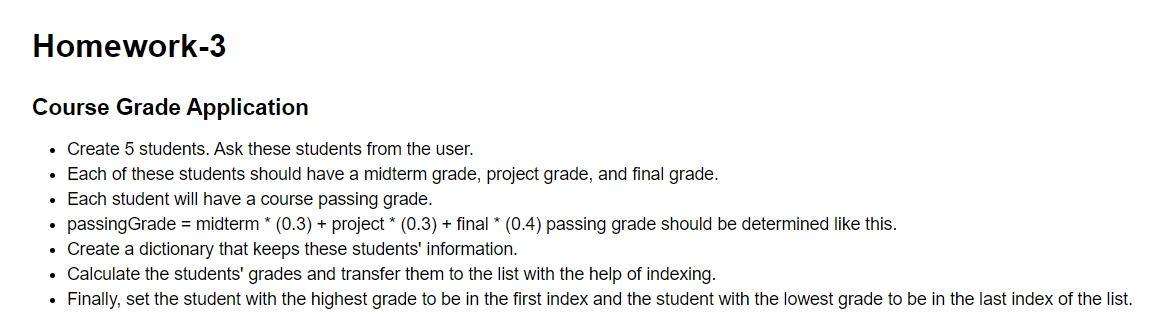 Homework-3
Course Grade Application
• Create 5 students. Ask these students from the user.
• Each of these students should have a midterm grade, project grade, and final grade.
• Each student will have a course passing grade.
• passingGrade = midterm * (0.3) + project * (0.3) + final * (0.4) passing grade should be determined like this.
• Create a dictionary that keeps these students' information.
• Calculate the students' grades and transfer them to the list with the help of indexing.
• Finally, set the student with the highest grade to be in the first index and the student with the lowest grade to be in the last index of the list.